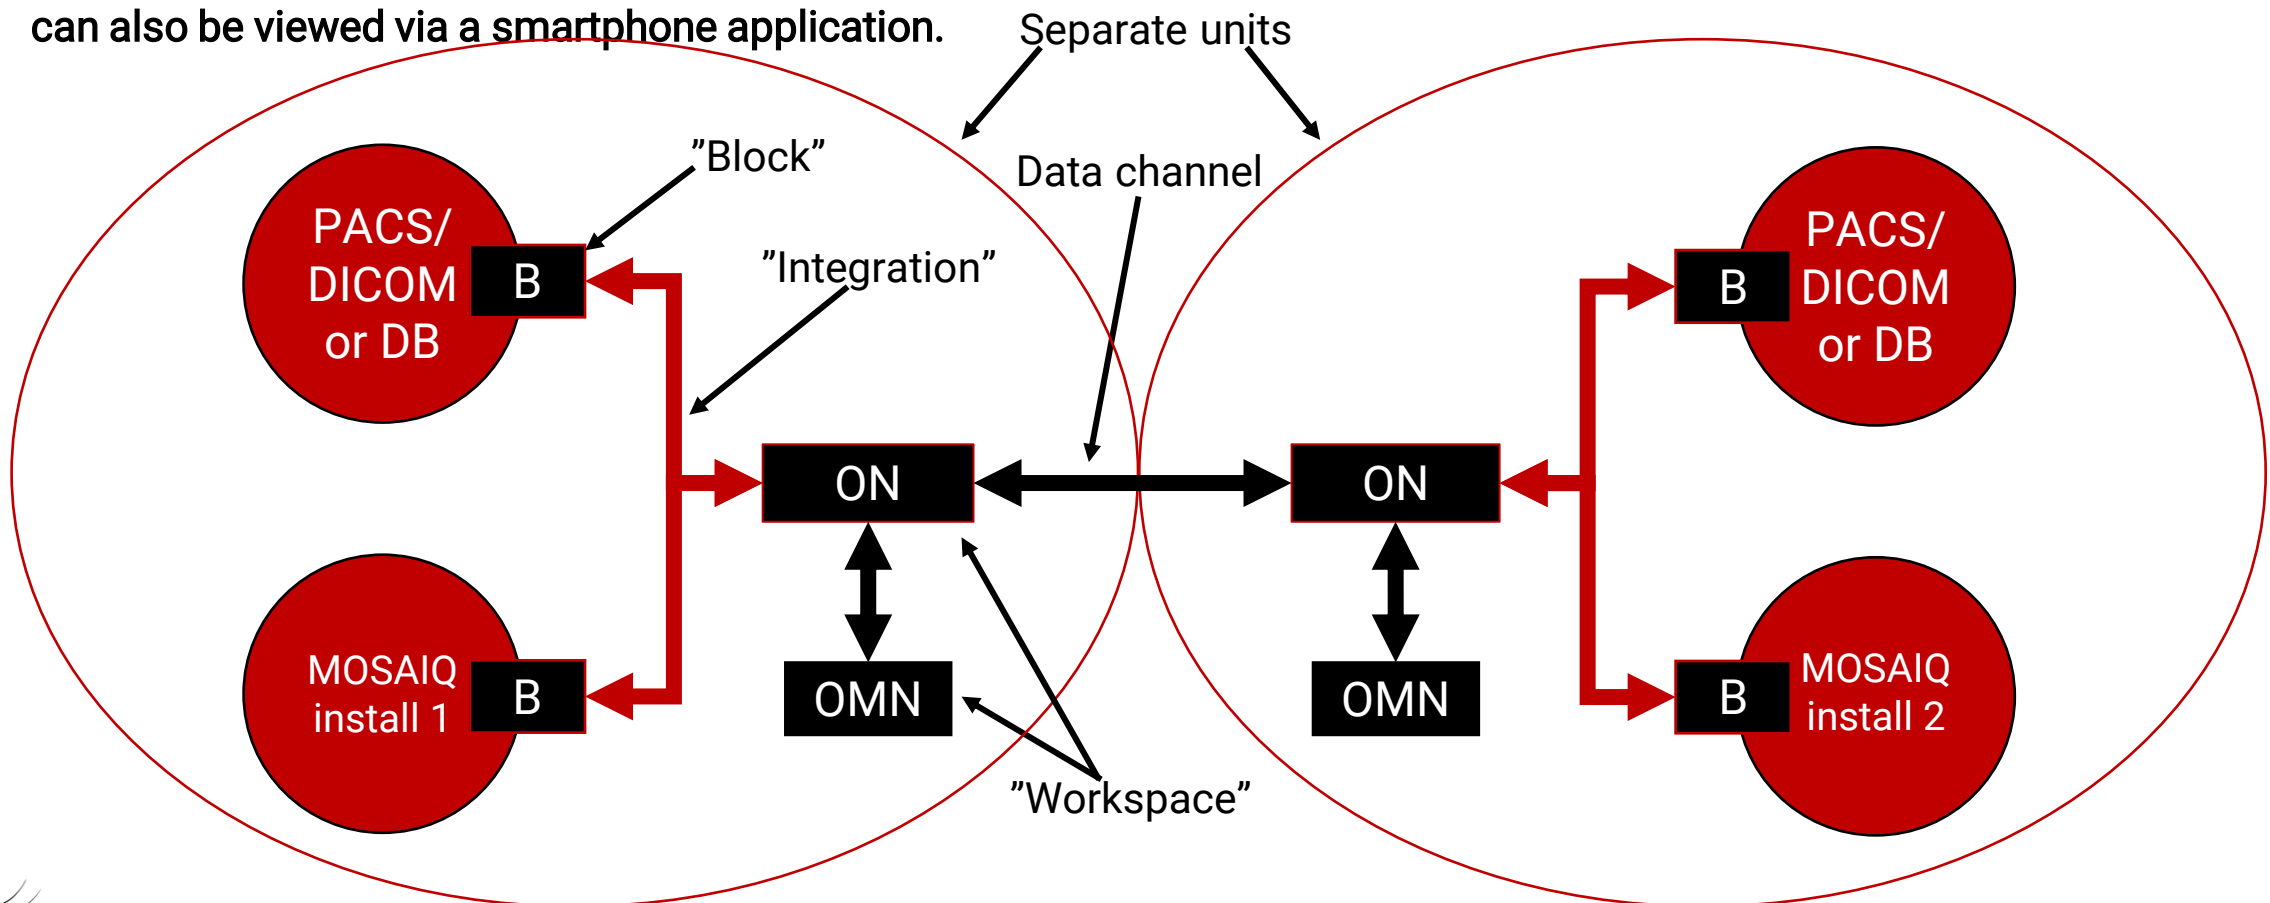 can also be viewed via a smartphone application.
Separate units
”Block”
Data channel
”Integration”
PACS/
DICOM
or DB
B
PACS/
DICOM
or DB
B
ON
ON
MOSAIQ
install 1
B
OMN
OMN
MOSAIQ
install 2
B
”Workspace”